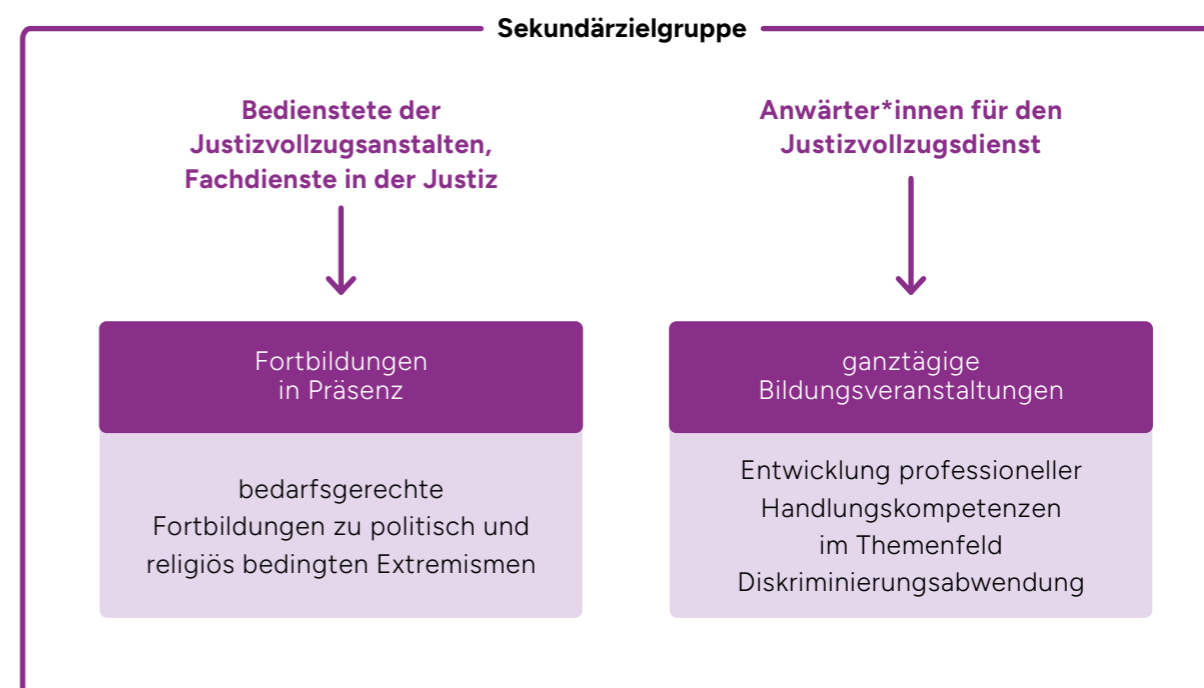 Sekundärzielgruppe
Bedienstete der
Justizvollzugsanstalten,
Fachdienste in der Justiz
Fortbildungen
in Präsenz
bedarfsgerechte
Fortbildungen zu politisch und
religiös bedingten Extremismen
Anwärter*innen für den
Justizvollzugsdienst
ganztägige
Bildungsveranstaltungen
Entwicklung professioneller
Handlungskompetenzen
im Themenfeld
Diskriminierungsabwendung